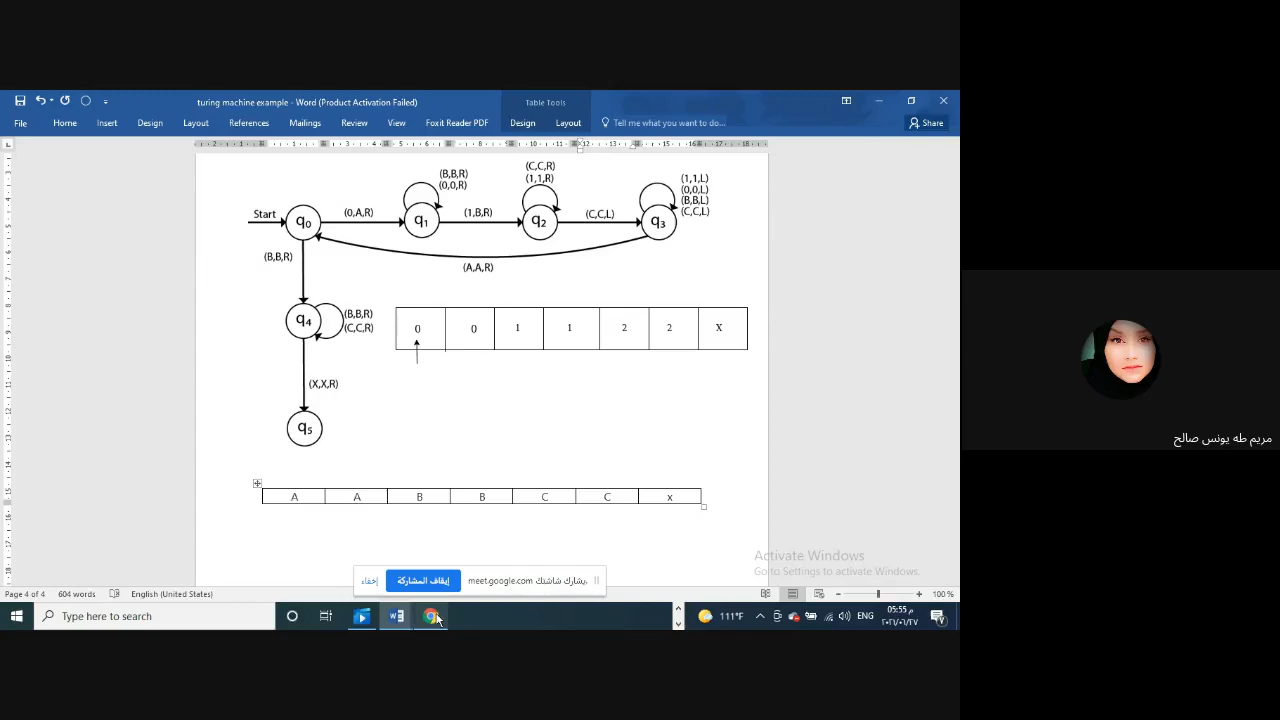 turing machine example - Word (Product Activation Failed)
Table Tools
File Home Insert Design Layout References Mailings Review View Foxit Reader PDF Design Layout Tell me what you want to do... Share
(B,B,R)
(0,0,R)
(C,C,R)
(1,1,R)
(1,1,L)
(0,0,L)
(B,B,L)
(C,C,L)
Start q0 (0,A,R) q1 (1,B,R) q2 (C,C,L) q3
(B,B,R)
(A,A,R)
q4
(B,B,R)
(C,C,R)
0 0 1 1 2 2 X
(X,X,R)
q5
A A B B C C x
Activate Windows
Go to Settings to activate Windows.
meet.google.com يشارك شاشتك.
إيقاف المشاركة
إخفاء
Page 4 of 4 604 words English (United States) 100 %
Type here to search
111°F ENG
م 05:55
٢٠٢١/٠٦/٢٧
مريم طه يونس صالح